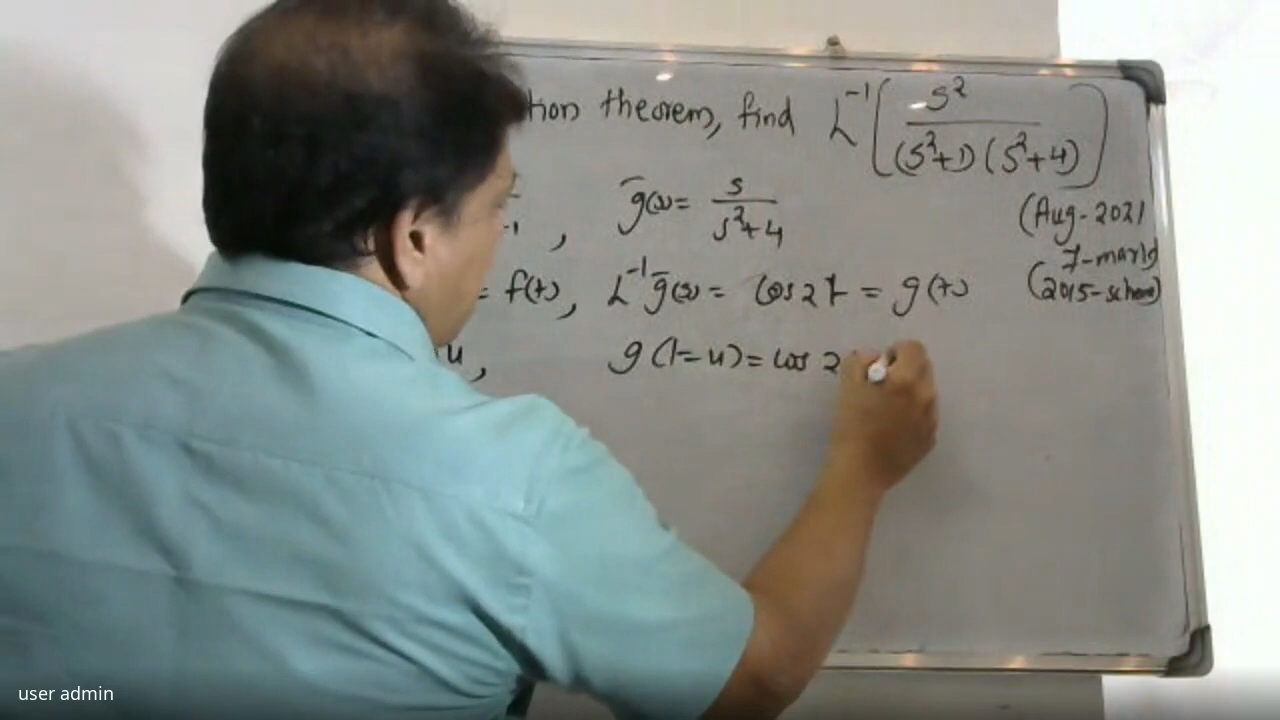 tion theorem, find L⁻¹[s²/((s²+1)(s²+4))]
-1, g̅(s) = s/(s²+4)
(Aug-2021
7-marks
(2015-scheme)
= f(t), L⁻¹g̅(s) = cos 2t = g(t)
u, g(t-u) = cos 2
user admin